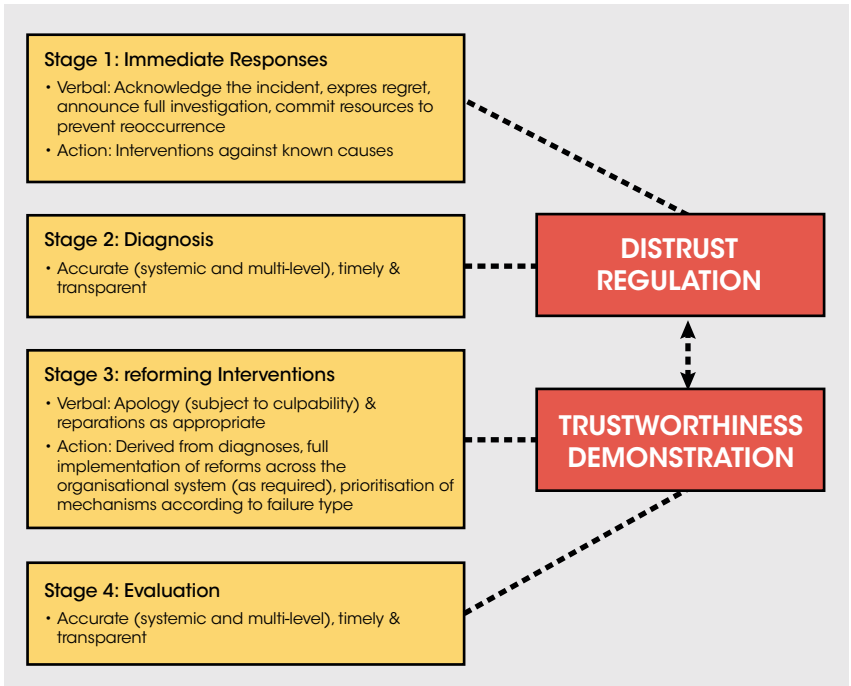 Stage 1: Immediate Responses
• Verbal: Acknowledge the incident, expres regret,
announce full investigation, commit resources to
prevent reoccurrence
• Action: Interventions against known causes
Stage 2: Diagnosis
• Accurate (systemic and multi-level), timely &
transparent
DISTRUST
REGULATION
Stage 3: reforming Interventions
• Verbal: Apology (subject to culpability) &
reparations as appropriate
• Action: Derived from diagnoses, full
implementation of reforms across the
organisational system (as required), prioritisation of
mechanisms according to failure type
TRUSTWORTHINESS
DEMONSTRATION
Stage 4: Evaluation
• Accurate (systemic and multi-level), timely &
transparent